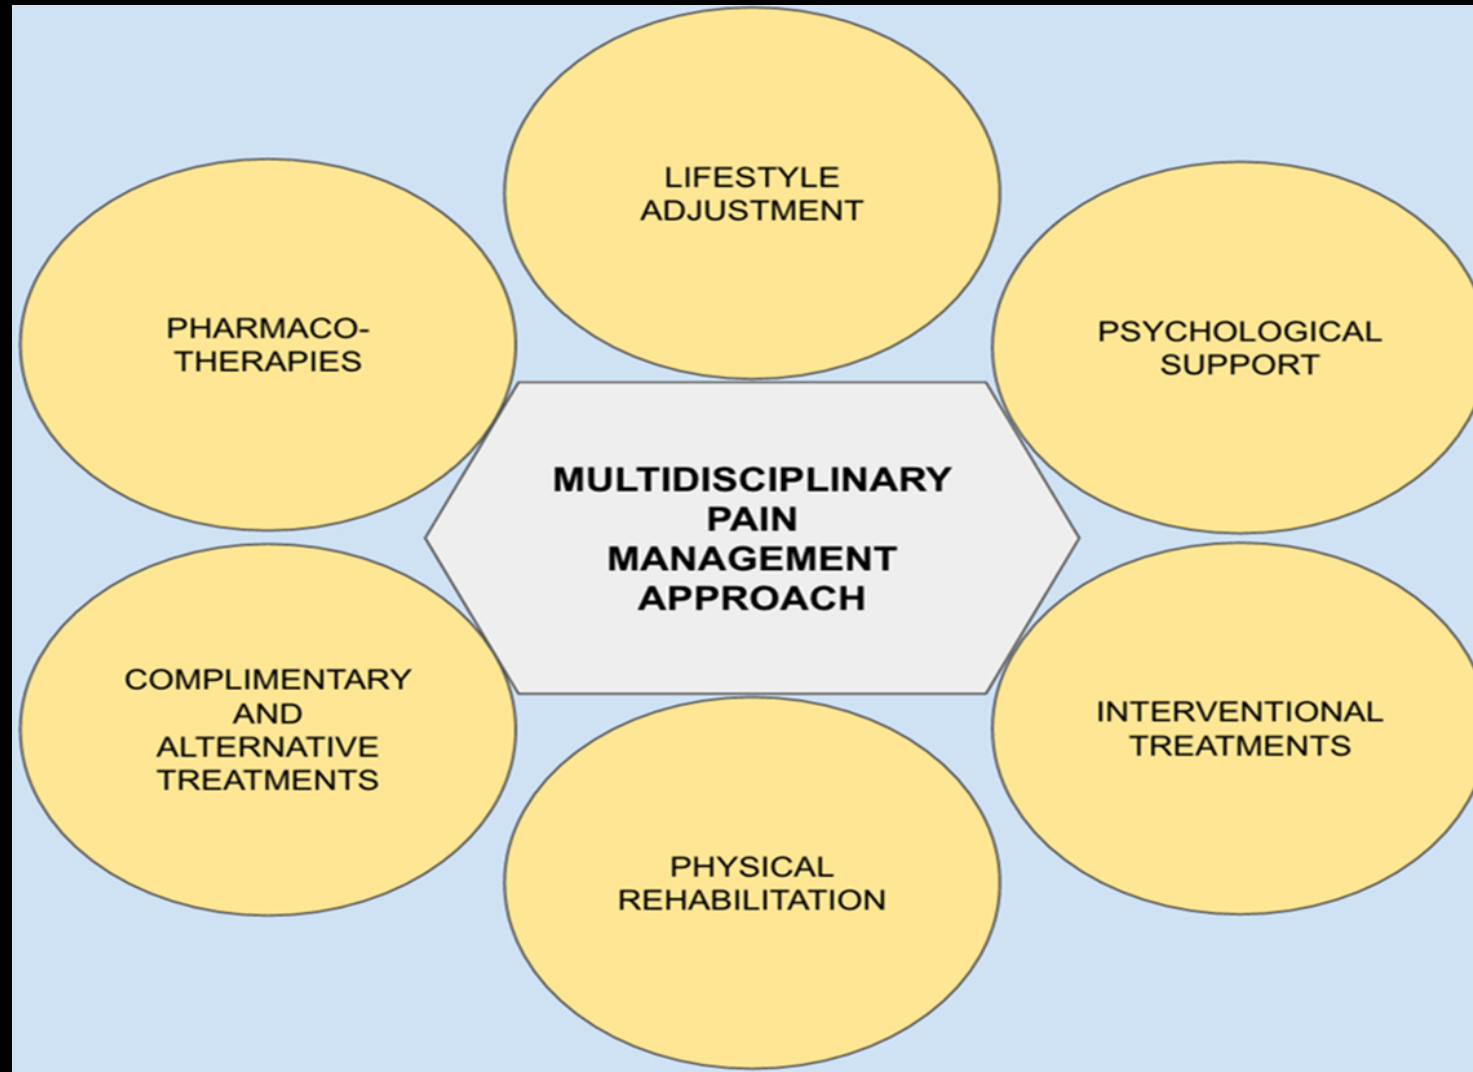 LIFESTYLE
ADJUSTMENT
PHARMACO-
THERAPIES
PSYCHOLOGICAL
SUPPORT
MULTIDISCIPLINARY
PAIN
MANAGEMENT
APPROACH
COMPLIMENTARY
AND
ALTERNATIVE
TREATMENTS
INTERVENTIONAL
TREATMENTS
PHYSICAL
REHABILITATION